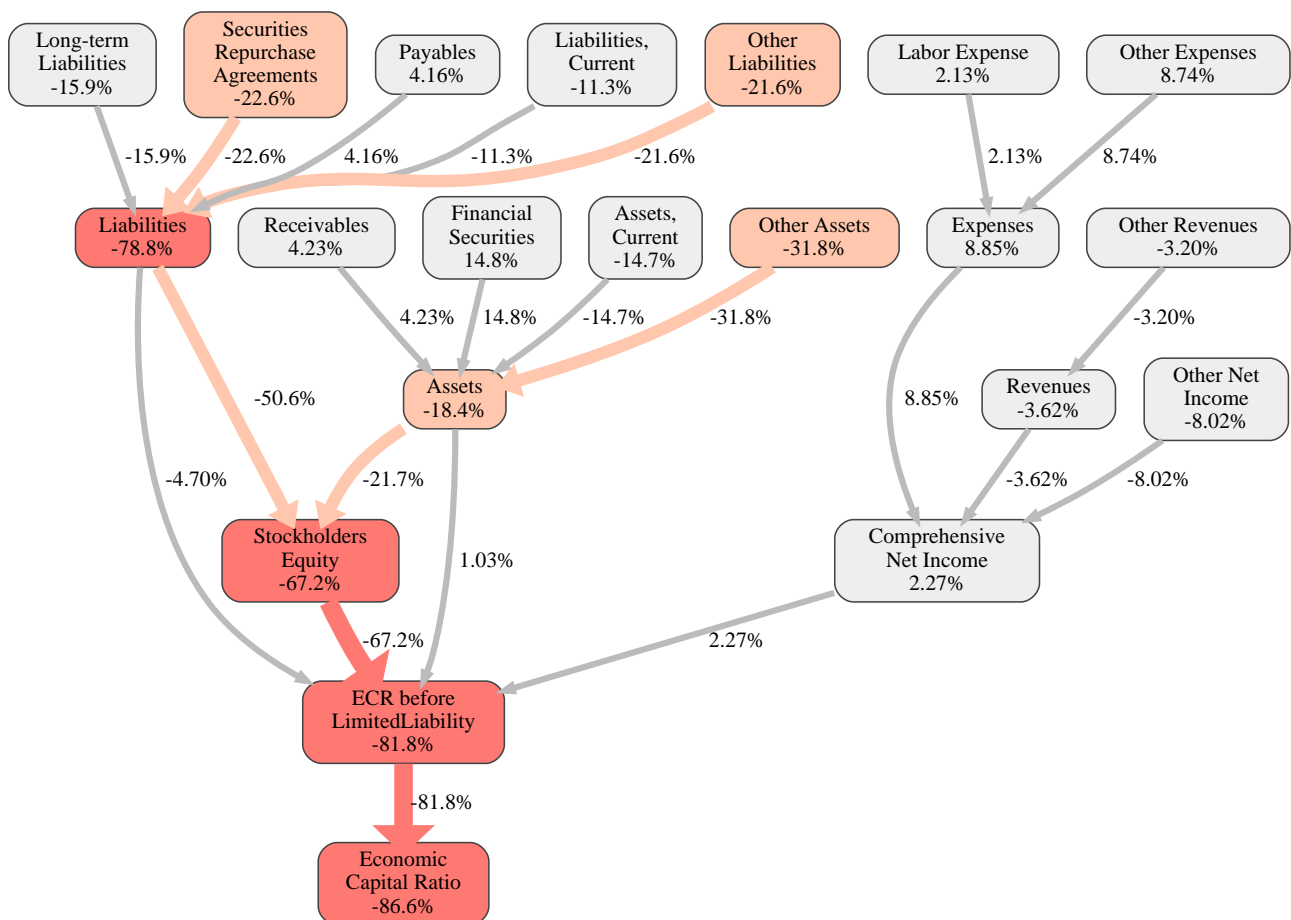 Long-term
Liabilities
-15.9%
Securities
Repurchase
Agreements
-22.6%
Payables
4.16%
Liabilities,
Current
-11.3%
Other
Liabilities
-21.6%
Labor Expense
2.13%
Other Expenses
8.74%
-15.9%
-22.6%
4.16%
-11.3%
-21.6%
2.13%
8.74%
Liabilities
-78.8%
Receivables
4.23%
Financial
Securities
14.8%
Assets,
Current
-14.7%
Other Assets
-31.8%
Expenses
8.85%
Other Revenues
-3.20%
4.23%
14.8%
-14.7%
-31.8%
-3.20%
-50.6%
Assets
-18.4%
8.85%
Revenues
-3.62%
Other Net
Income
-8.02%
-4.70%
-21.7%
-3.62%
-8.02%
Stockholders
Equity
-67.2%
1.03%
Comprehensive
Net Income
2.27%
-67.2%
2.27%
ECR before
LimitedLiability
-81.8%
-81.8%
Economic
Capital Ratio
-86.6%